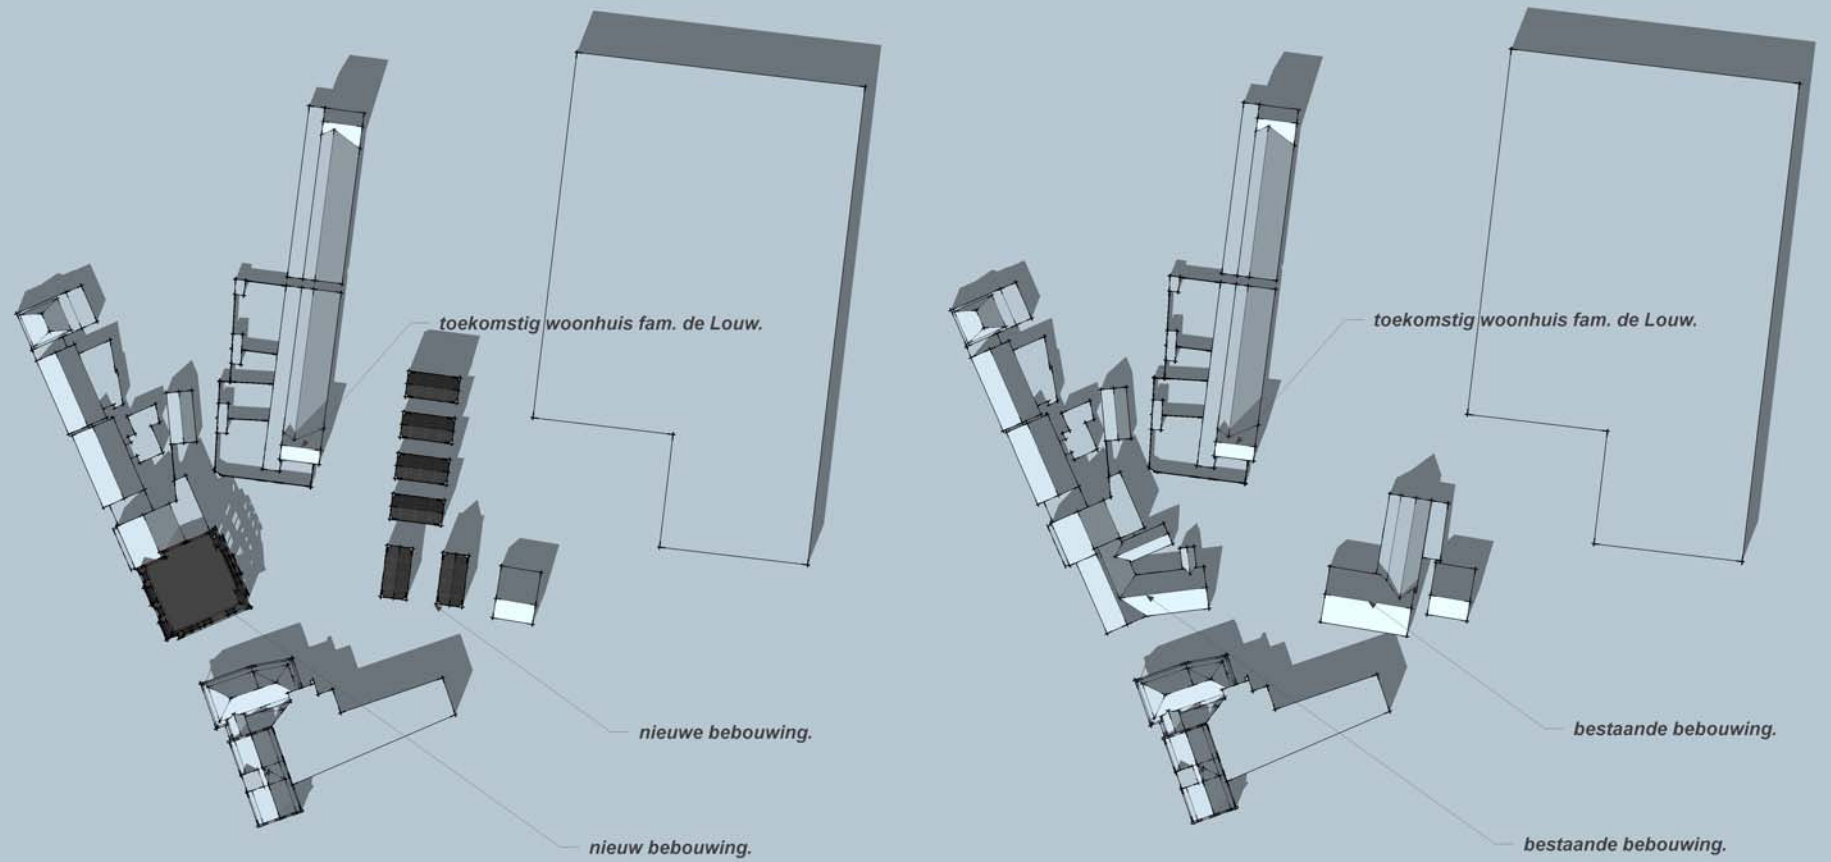 toekomstig woonhuis fam. de Louw.
nieuwe bebouwing.
nieuw bebouwing.
toekomstig woonhuis fam. de Louw.
bestaande bebouwing.
bestaande bebouwing.